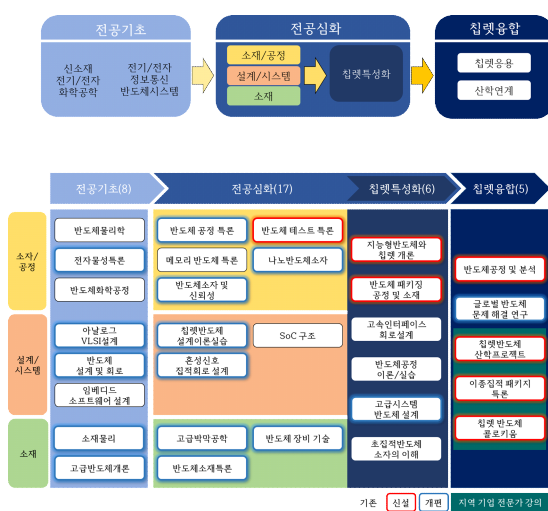 전공기초
전공심화
칩렛융합
신소재
전기/전자
화학공학
전기/전자
정보통신
반도체시스템
소재/공정
설계/시스템
소재
칩렛특성화
칩렛응용
산학연계
전공기초(8)
전공심화(17)
칩렛특성화(6)
칩렛융합(5)
소자/
공정
반도체물리학
전자물성특론
반도체화학공정
반도체 공정 특론
반도체 테스트 특론
메모리 반도체 특론
나노반도체소자
반도체소자 및
신뢰성
설계/
시스템
아날로그
VLSI설계
반도체
설계 및 회로
임베디드
소프트웨어 설계
칩렛반도체
설계이론실습
SoC 구조
혼성신호
집적회로 설계
소재
소재물리
고급반도체개론
고급박막공학
반도체 장비 기술
반도체소재특론
지능형반도체와
칩렛 개론
반도체 패키징
공정 및 소재
고속인터페이스
회로설계
반도체공정
이론/실습
고급시스템
반도체 설계
초집적반도체
소자의 이해
반도체공정 및 분석
글로벌 반도체
문제 해결 연구
칩렛반도체
산학프로젝트
이종집적 패키지
특론
칩렛 반도체
콜로키움
기존
신설
개편
지역 기업 전문가 강의